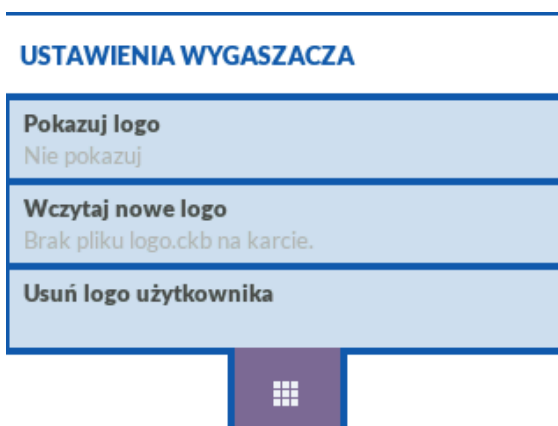 USTAWIENIA WYGASZACZA
Pokazuj logo
Nie pokazuj
Wczytaj nowe logo
Brak pliku logo.ckb na karcie.
Usuń logo użytkownika